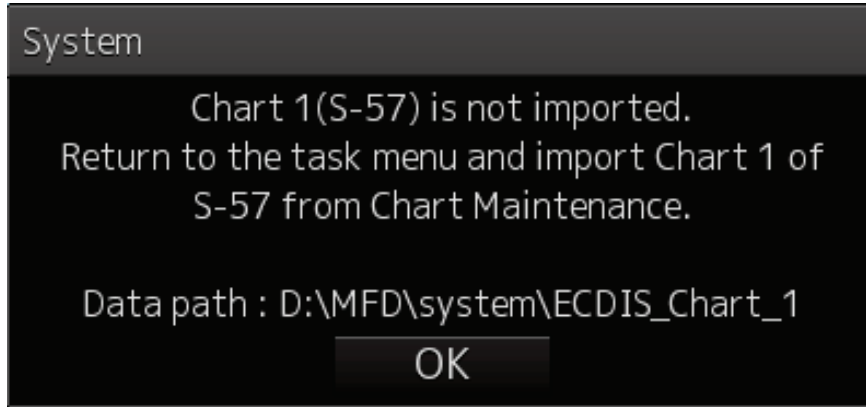 System
Chart 1(S-57) is not imported.
Return to the task menu and import Chart 1 of
S-57 from Chart Maintenance.
Data path : D:\MFD\system\ECDIS_Chart_1
OK